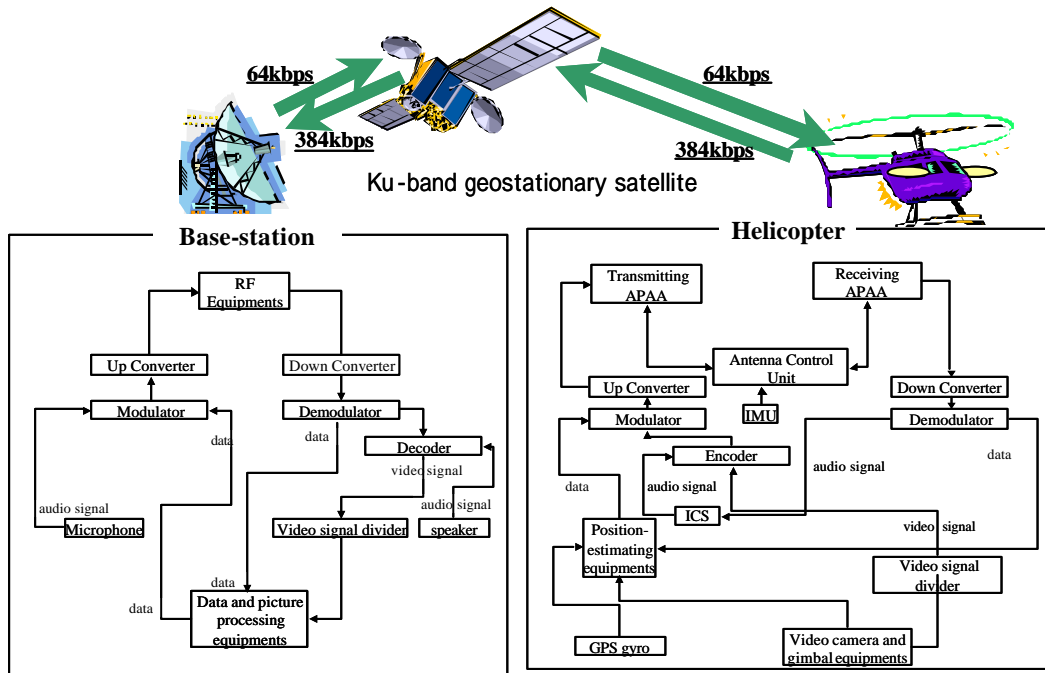 64kbps
384kbps
64kbps
384kbps
Ku-band geostationary satellite
Base-station
RF
Equipments
Up Converter
Down Converter
Modulator
Demodulator
data
data
Decoder
video signal
audio signal
audio signal
Microphone
Video signal divider
speaker
data
data
Data and picture
processing
equipments
Helicopter
Transmitting
APAA
Receiving
APAA
Antenna Control
Unit
Up Converter
Down Converter
Modulator
IMU
Demodulator
Encoder
audio signal
data
data
audio signal
ICS
video signal
Position-
estimating
equipments
Video signal
divider
GPS gyro
Video camera and
gimbal equipments